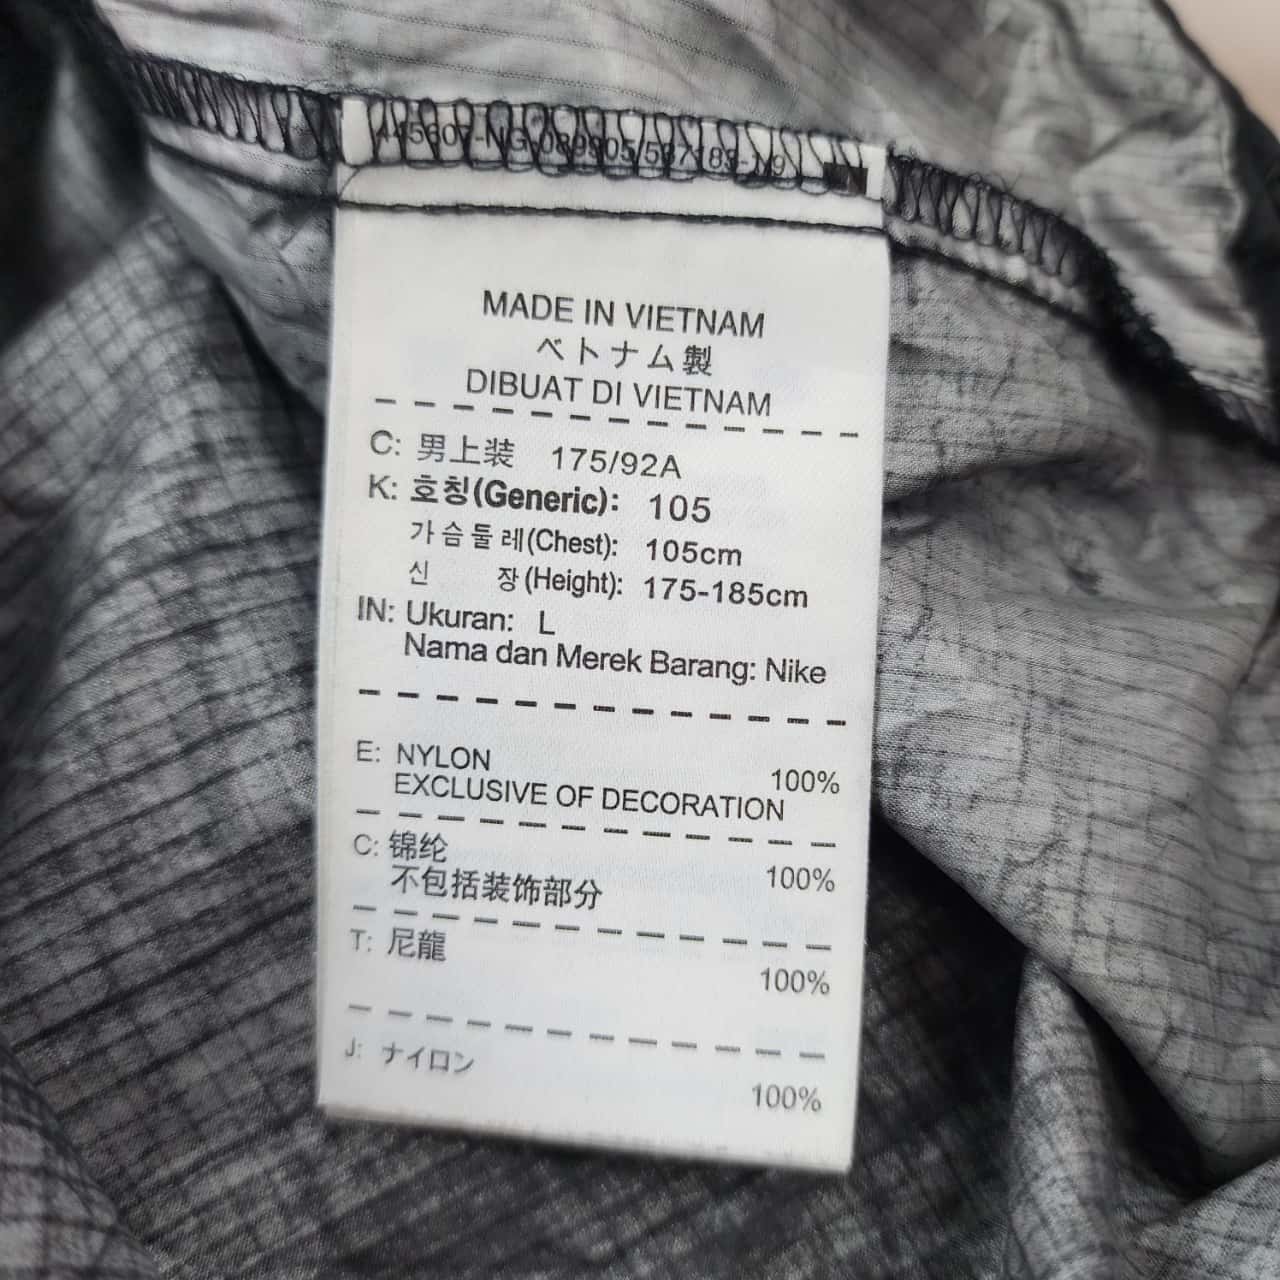 MADE IN VIETNAM
ベトナム製
DIBUAT DI VIETNAM
C: 男上装 175/92A
K: 호칭(Generic): 105
가슴둘레(Chest): 105cm
신 장(Height): 175-185cm
IN: Ukuran: L
Nama dan Merek Barang: Nike
E: NYLON 100%
EXCLUSIVE OF DECORATION
C: 锦纶 100%
不包括装饰部分
T: 尼龍 100%
J: ナイロン 100%